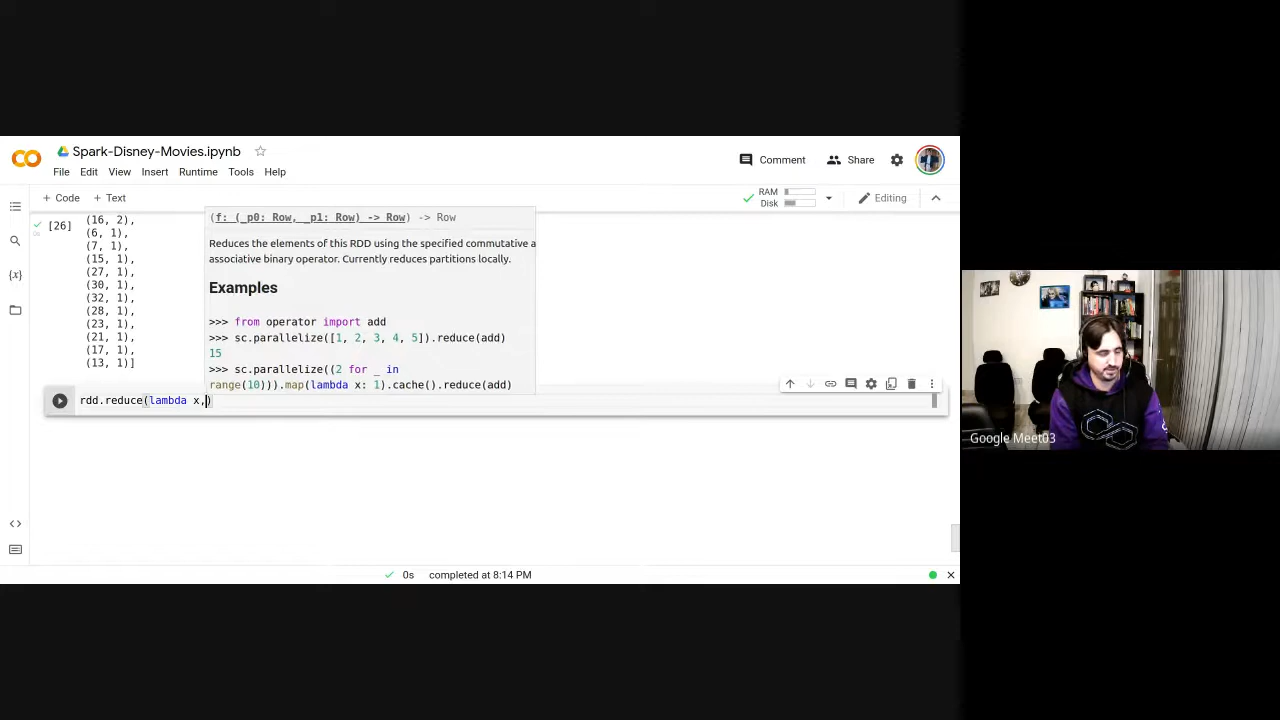 Spark-Disney-Movies.ipynb
File Edit View Insert Runtime Tools Help
Comment
Share
+ Code + Text
RAM
Disk
Editing
[26]
(16, 2),
(6, 1),
(7, 1),
(15, 1),
(27, 1),
(30, 1),
(32, 1),
(28, 1),
(23, 1),
(21, 1),
(17, 1),
(13, 1)]
(f: (_p0: Row, __p1: Row) -> Row) -> Row
Reduces the elements of this RDD using the specified commutative a
associative binary operator. Currently reduces partitions locally.
Examples
>>> from operator import add
>>> sc.parallelize([1, 2, 3, 4, 5]).reduce(add)
15
>>> sc.parallelize((2 for _ in
range(10))).map(lambda x: 1).cache().reduce(add)
rdd.reduce(lambda x,)
0s completed at 8:14 PM
Google Meet03